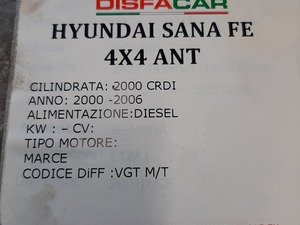 DISFACAR
HYUNDAI SANA FE
4X4 ANT
CILINDRATA: 2000 CRDI
ANNO: 2000 -2006
ALIMENTAZIONE:DIESEL
KW : – CV:
TIPO MOTORE:
MARCE
CODICE DiFF :VGT M/T